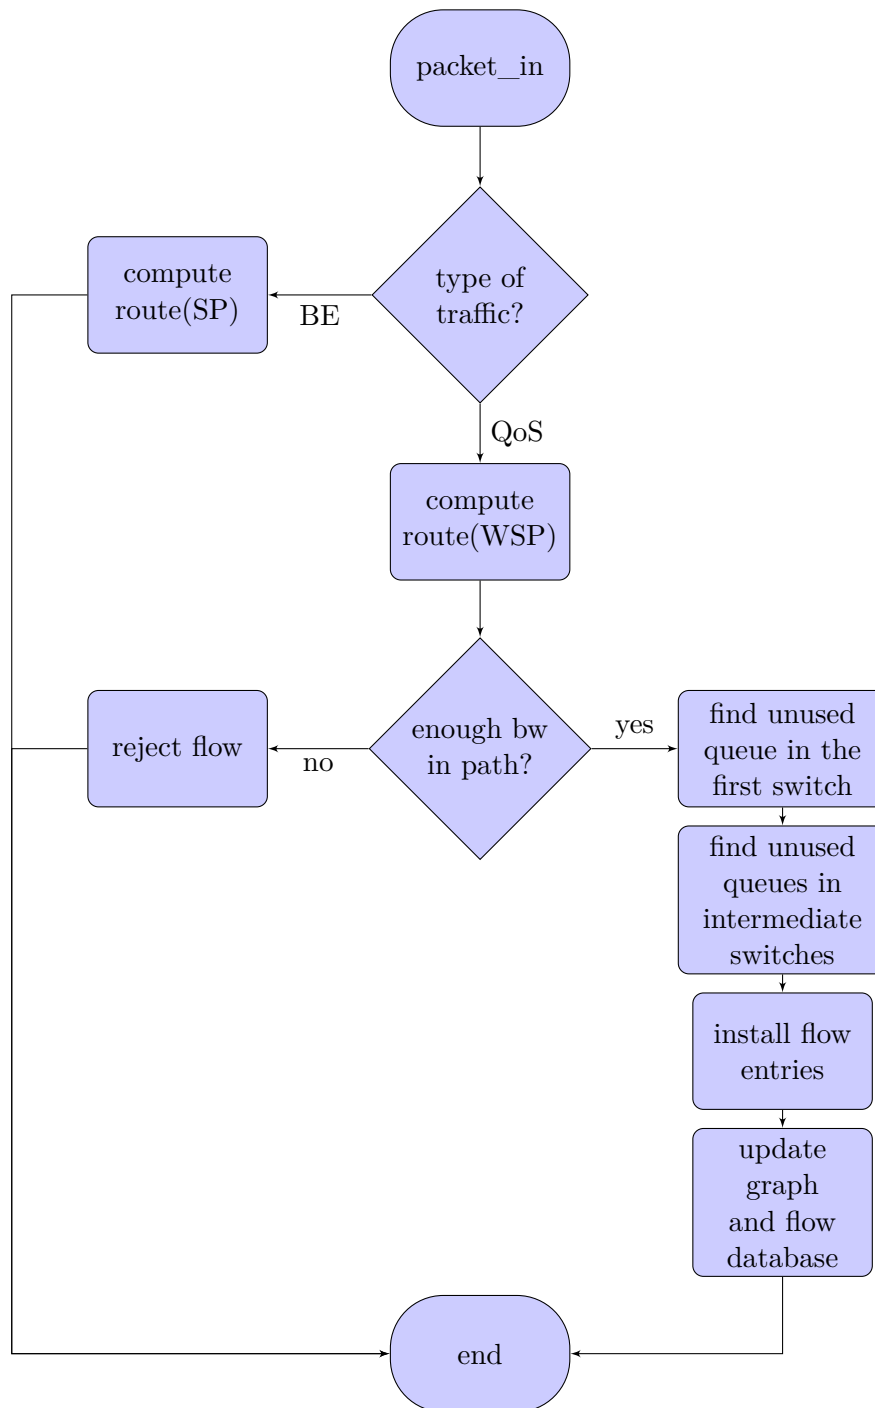 packet_in
type of
traffic?
compute
route(SP)
BE
QoS
compute
route(WSP)
enough bw
in path?
no
reject flow
yes
find unused
queue in the
first switch
find unused
queues in
intermediate
switches
install flow
entries
update
graph
and flow
database
end